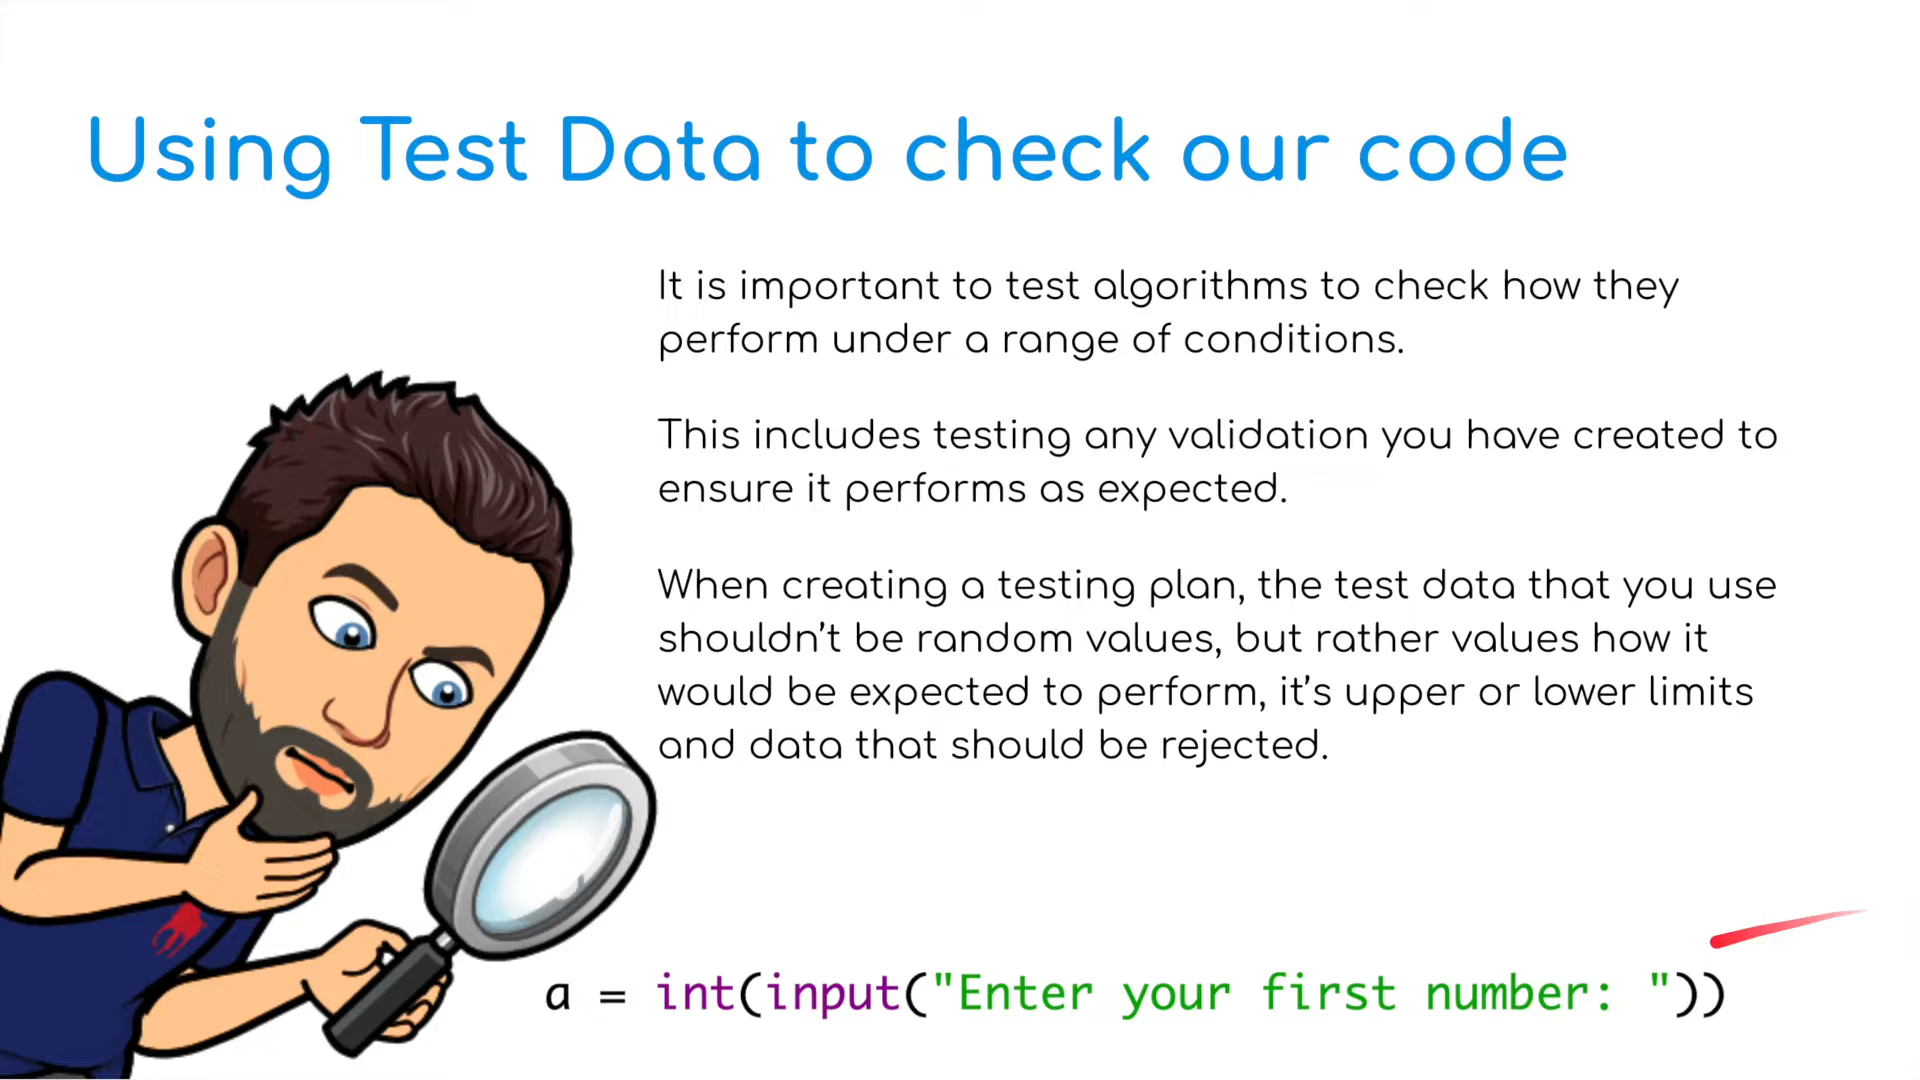 Using Test Data to check our code
It is important to test algorithms to check how they
perform under a range of conditions.
This includes testing any validation you have created to
ensure it performs as expected.
When creating a testing plan, the test data that you use
shouldn’t be random values, but rather values how it
would be expected to perform, it’s upper or lower limits
and data that should be rejected.
a = int(input("Enter your first number: "))